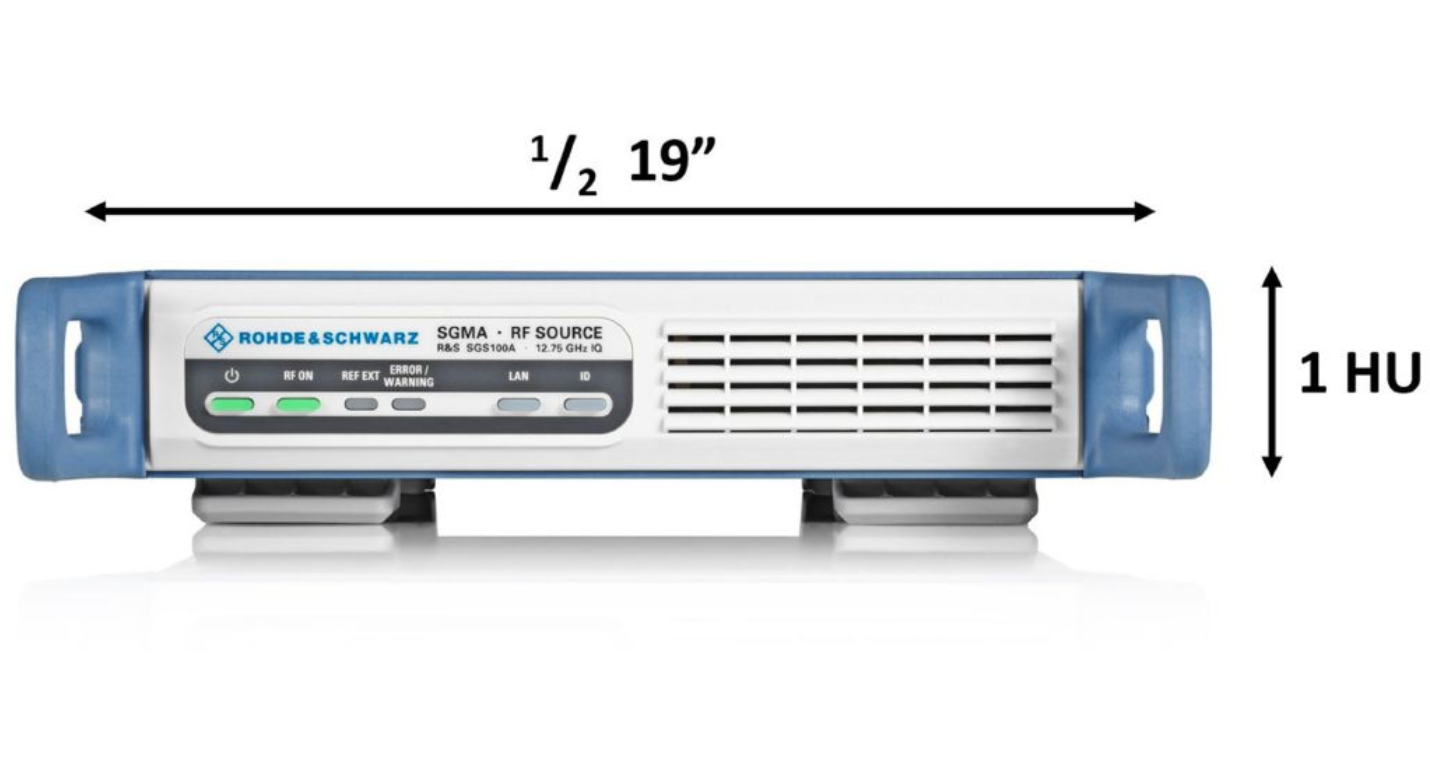 1/2 19”
ROHDE&SCHWARZ
SGMA · RF SOURCE
R&S SGS100A · 12.75 GHz IQ
RF ON REF EXT ERROR / WARNING LAN ID
1 HU